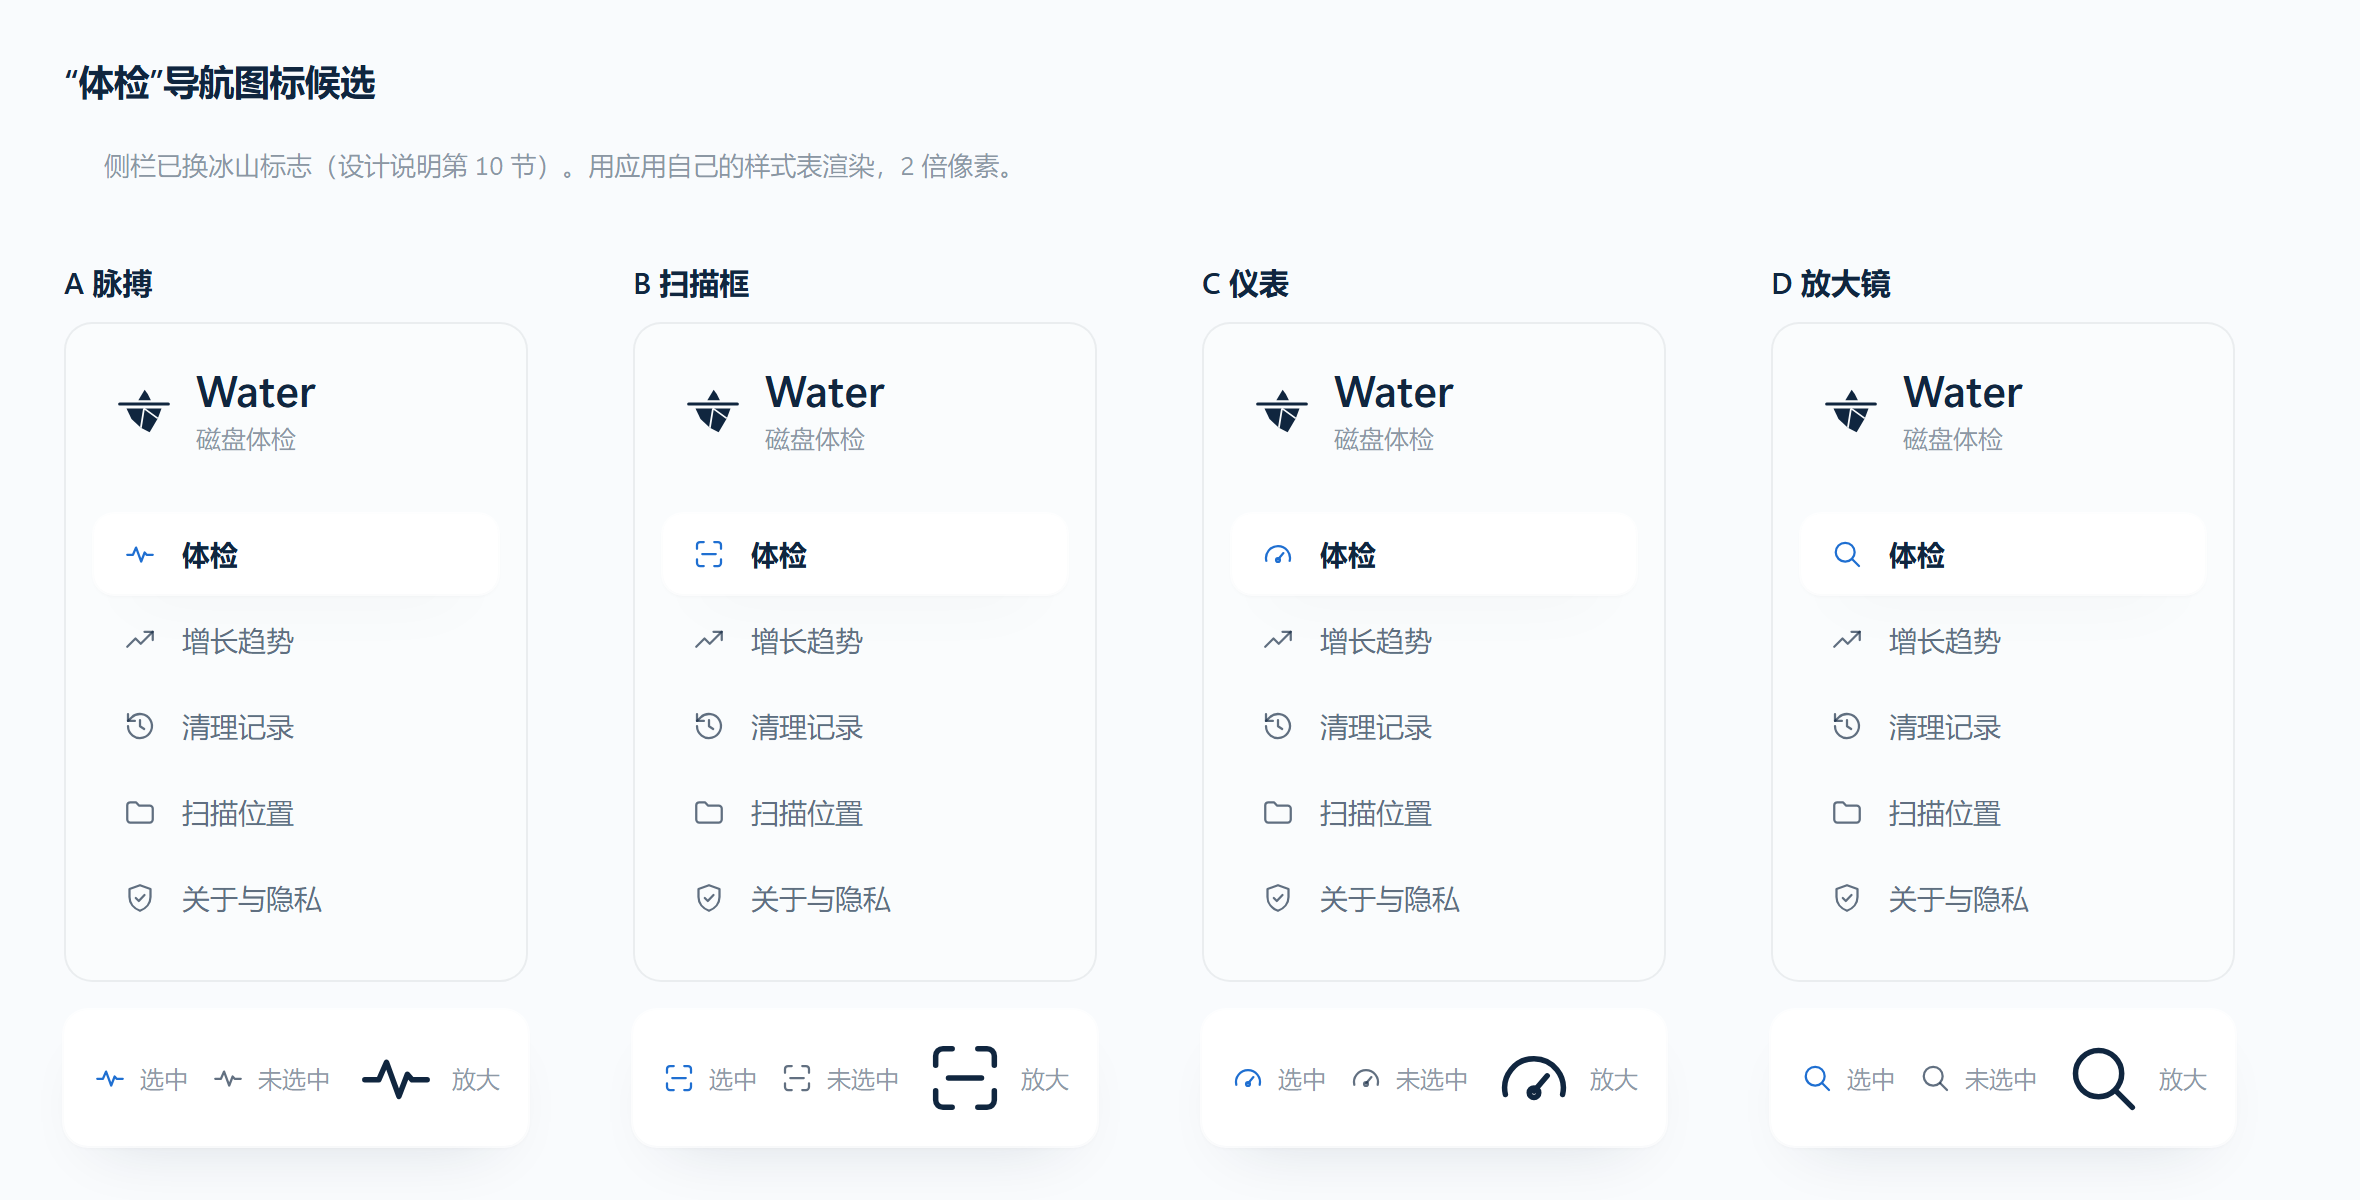 “体检”导航图标候选
侧栏已换冰山标志（设计说明第 10 节）。用应用自己的样式表渲染，2 倍像素。
A 脉搏
Water
磁盘体检
体检
增长趋势
清理记录
扫描位置
关于与隐私
选中 未选中 放大
B 扫描框
Water
磁盘体检
体检
增长趋势
清理记录
扫描位置
关于与隐私
选中 未选中 放大
C 仪表
Water
磁盘体检
体检
增长趋势
清理记录
扫描位置
关于与隐私
选中 未选中 放大
D 放大镜
Water
磁盘体检
体检
增长趋势
清理记录
扫描位置
关于与隐私
选中 未选中 放大